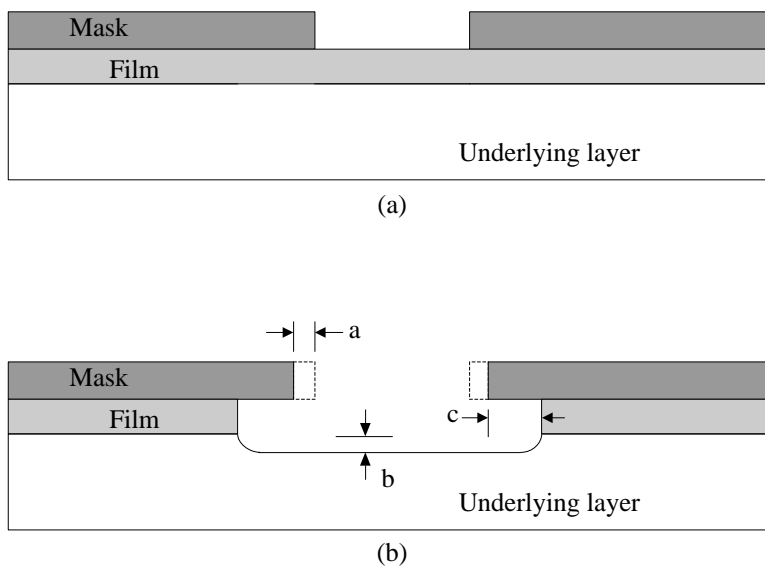 Mask
Film
Underlying layer
(a)
a
Mask
Film
c
b
Underlying layer
(b)